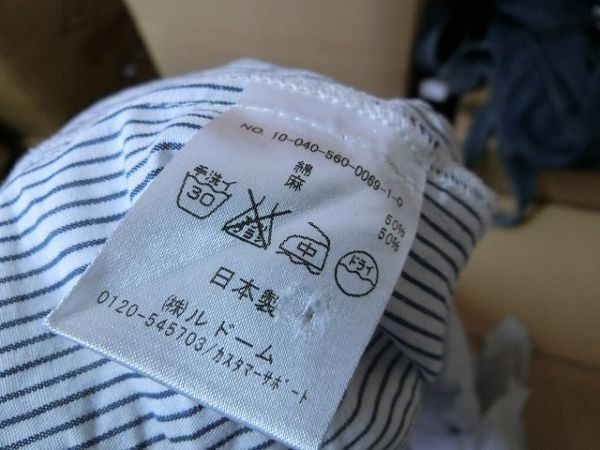 NO. 10-040-560-0069-1-0
綿 50%
麻 50%
手洗イ 30
中
ドライ
日本製
㈱ルドーム
0120-545703/カスタマーサポート